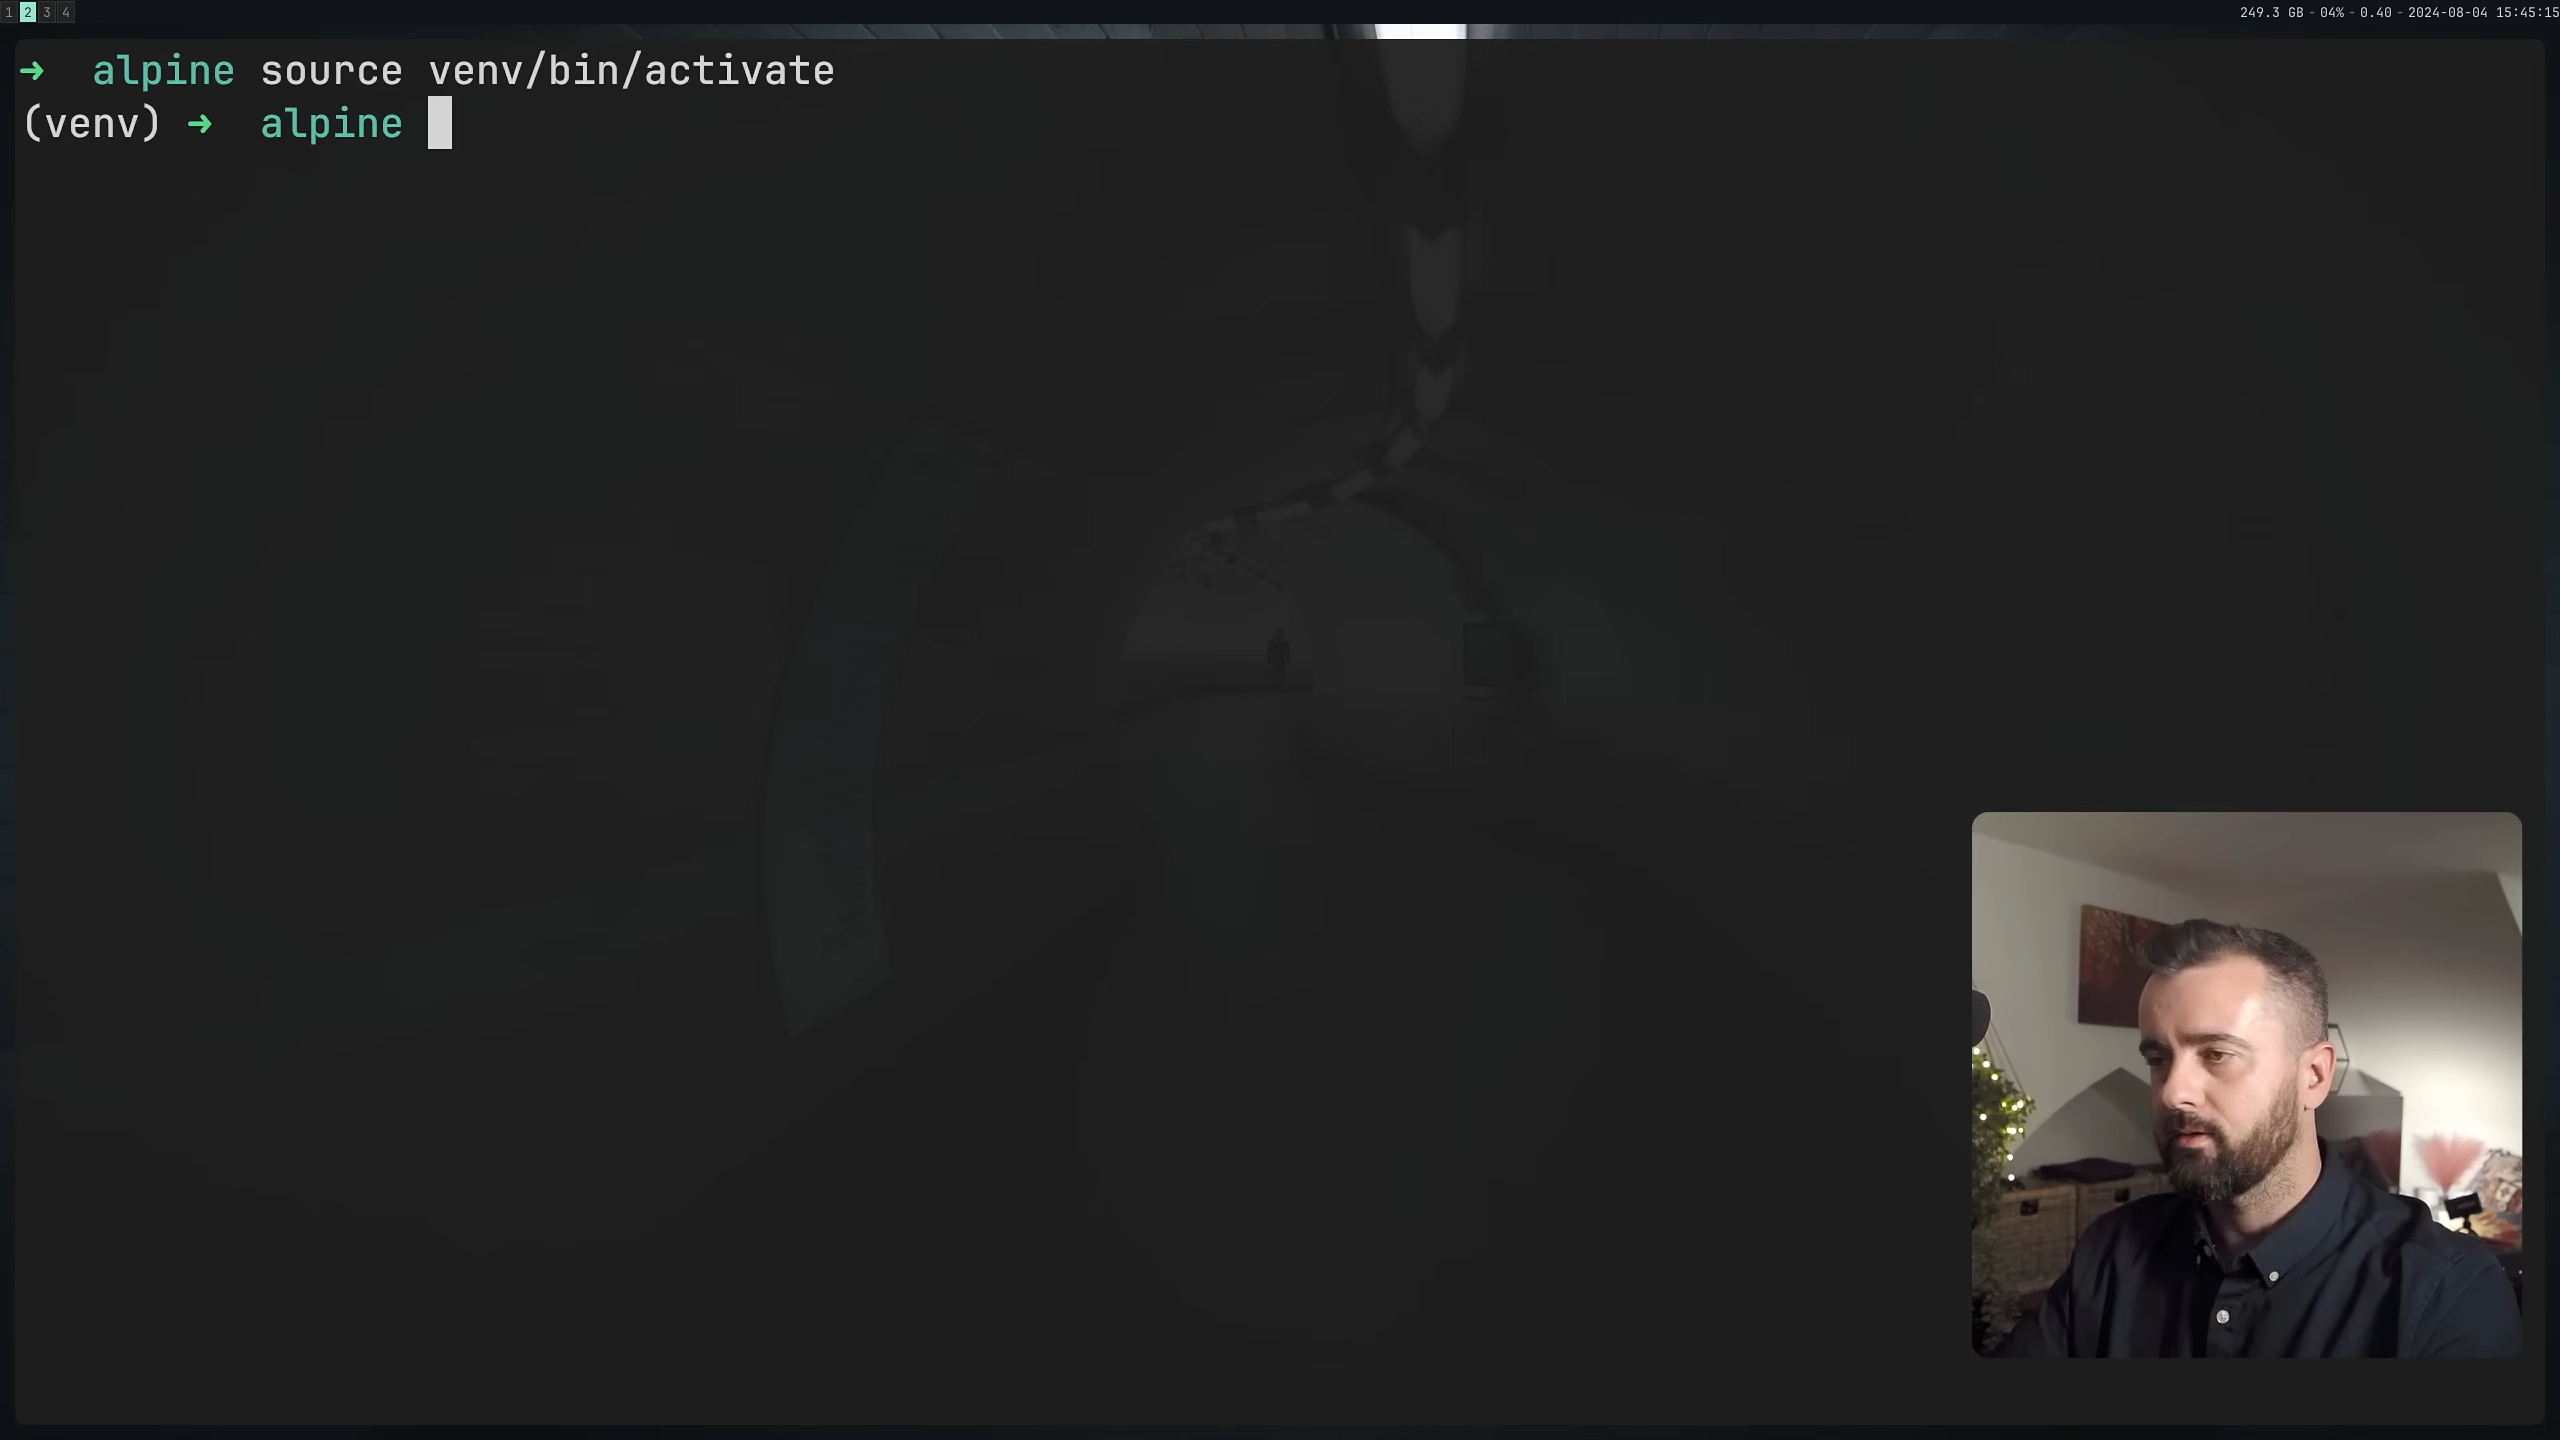 1 2 3 4
249.3 GB - 04% - 0.40 - 2024-08-04 15:45:15
➜ alpine source venv/bin/activate
(venv) ➜ alpine